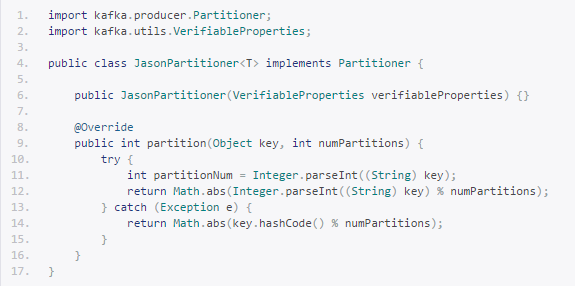 1. import kafka.producer.Partitioner;
2. import kafka.utils.VerifiableProperties;
3.
4. public class JasonPartitioner<T> implements Partitioner {
5.
6.     public JasonPartitioner(VerifiableProperties verifiableProperties) {}
7.
8.     @Override
9.     public int partition(Object key, int numPartitions) {
10.         try {
11.             int partitionNum = Integer.parseInt((String) key);
12.             return Math.abs(Integer.parseInt((String) key) % numPartitions);
13.         } catch (Exception e) {
14.             return Math.abs(key.hashCode() % numPartitions);
15.         }
16.     }
17. }